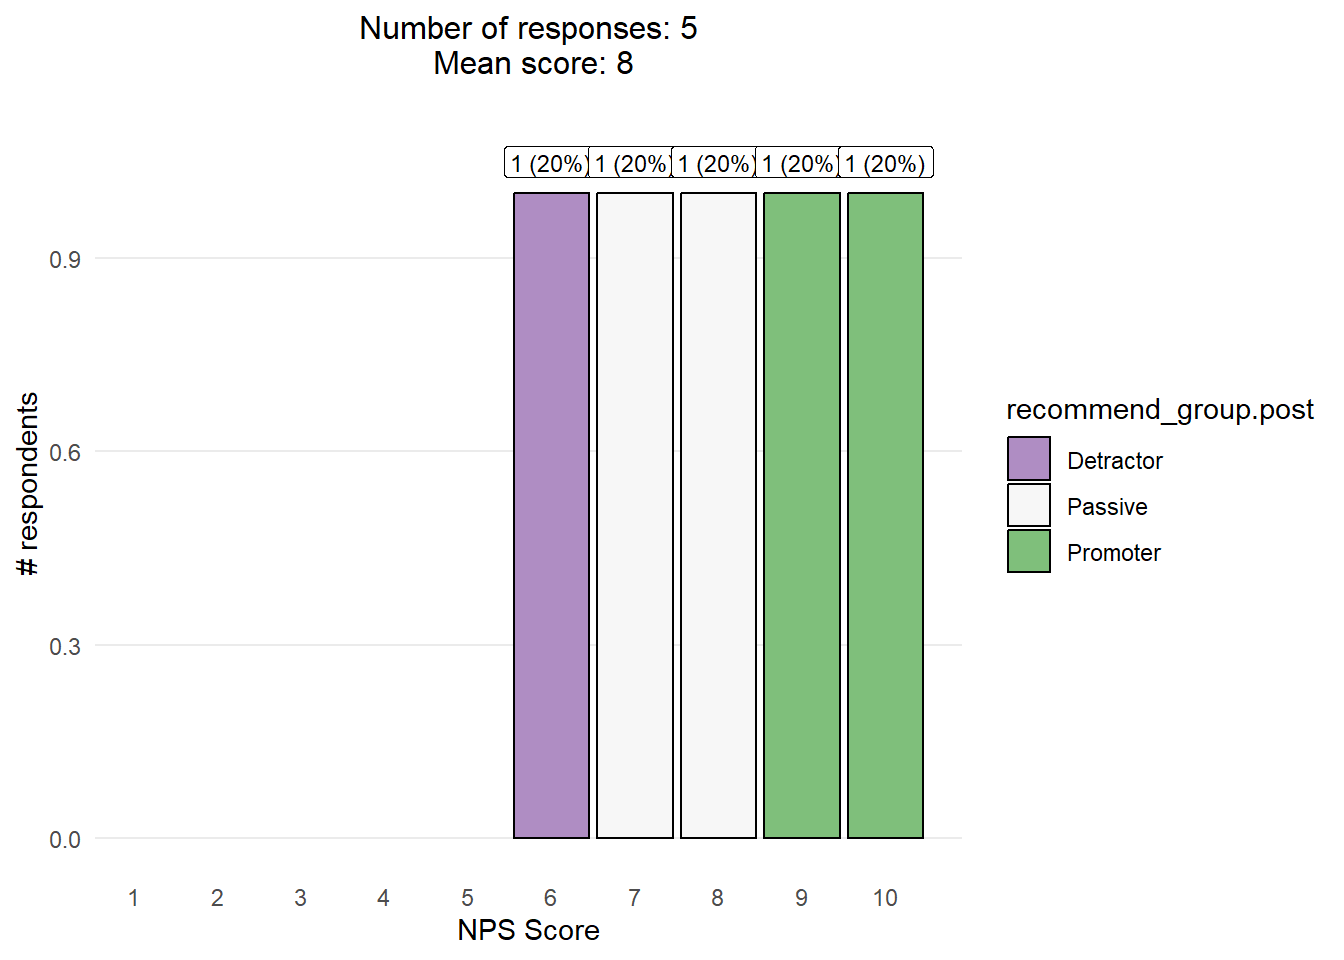 Number of responses: 5
Mean score: 8
1 (20%) 1 (20%) 1 (20%) 1 (20%) 1 (20%)
0.9
0.6
0.3
0.0
# respondents
1 2 3 4 5 6 7 8 9 10
NPS Score
recommend_group.post
Detractor
Passive
Promoter